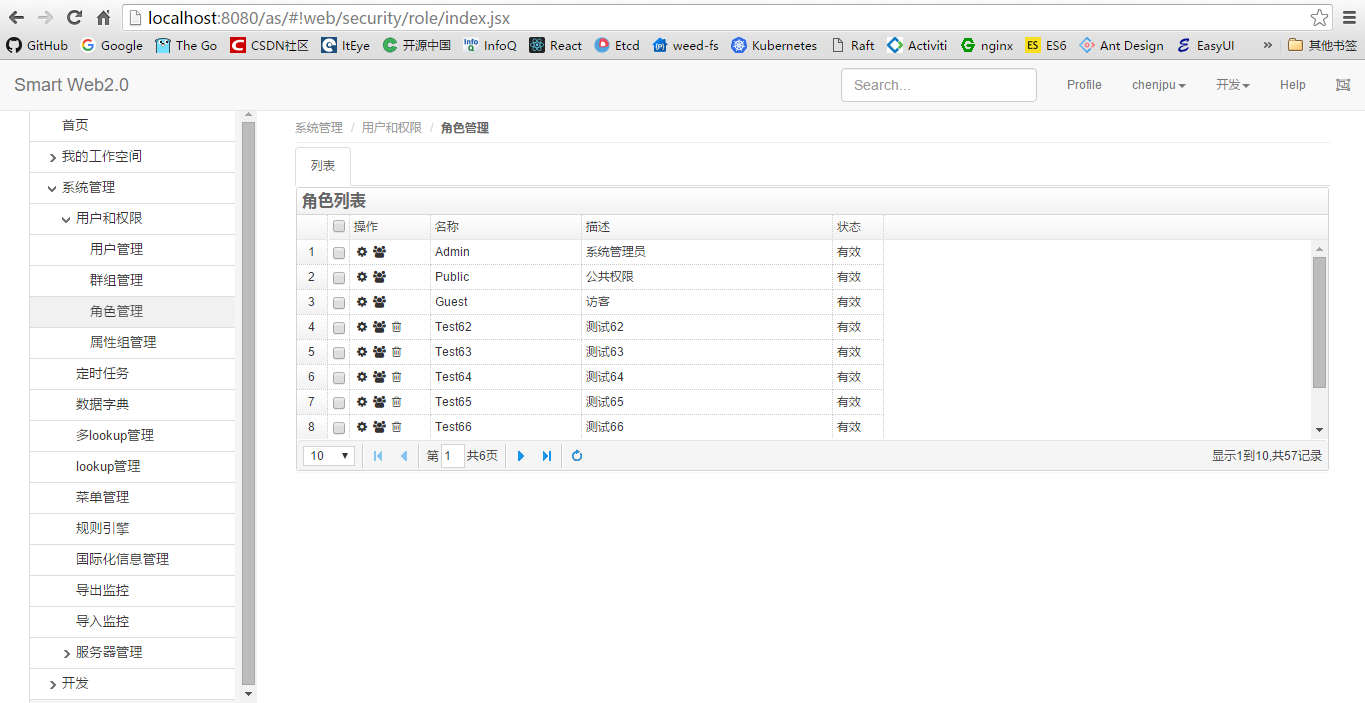 localhost:8080/as/#!web/security/role/index.jsx
GitHub Google The Go CSDN社区 ItEye 开源中国 InfoQ React Etcd weed-fs Kubernetes Raft Activiti nginx ES6 Ant Design EasyUI » 其他书签
Smart Web2.0 Search... Profile chenjpu 开发 Help
首页
我的工作空间
系统管理
用户和权限
用户管理
群组管理
角色管理
属性组管理
定时任务
数据字典
多lookup管理
lookup管理
菜单管理
规则引擎
国际化信息管理
导出监控
导入监控
服务器管理
开发
系统管理 / 用户和权限 / 角色管理
列表
角色列表
操作 名称 描述 状态
1 Admin 系统管理员 有效
2 Public 公共权限 有效
3 Guest 访客 有效
4 Test62 测试62 有效
5 Test63 测试63 有效
6 Test64 测试64 有效
7 Test65 测试65 有效
8 Test66 测试66 有效
10 第 1 共6页 显示1到10,共57记录